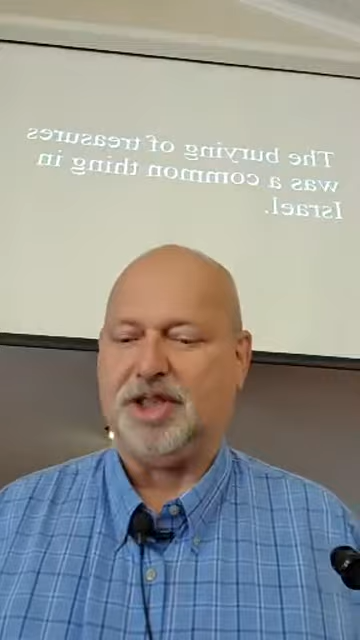 The burying of treasures
was a common thing in
Israel.